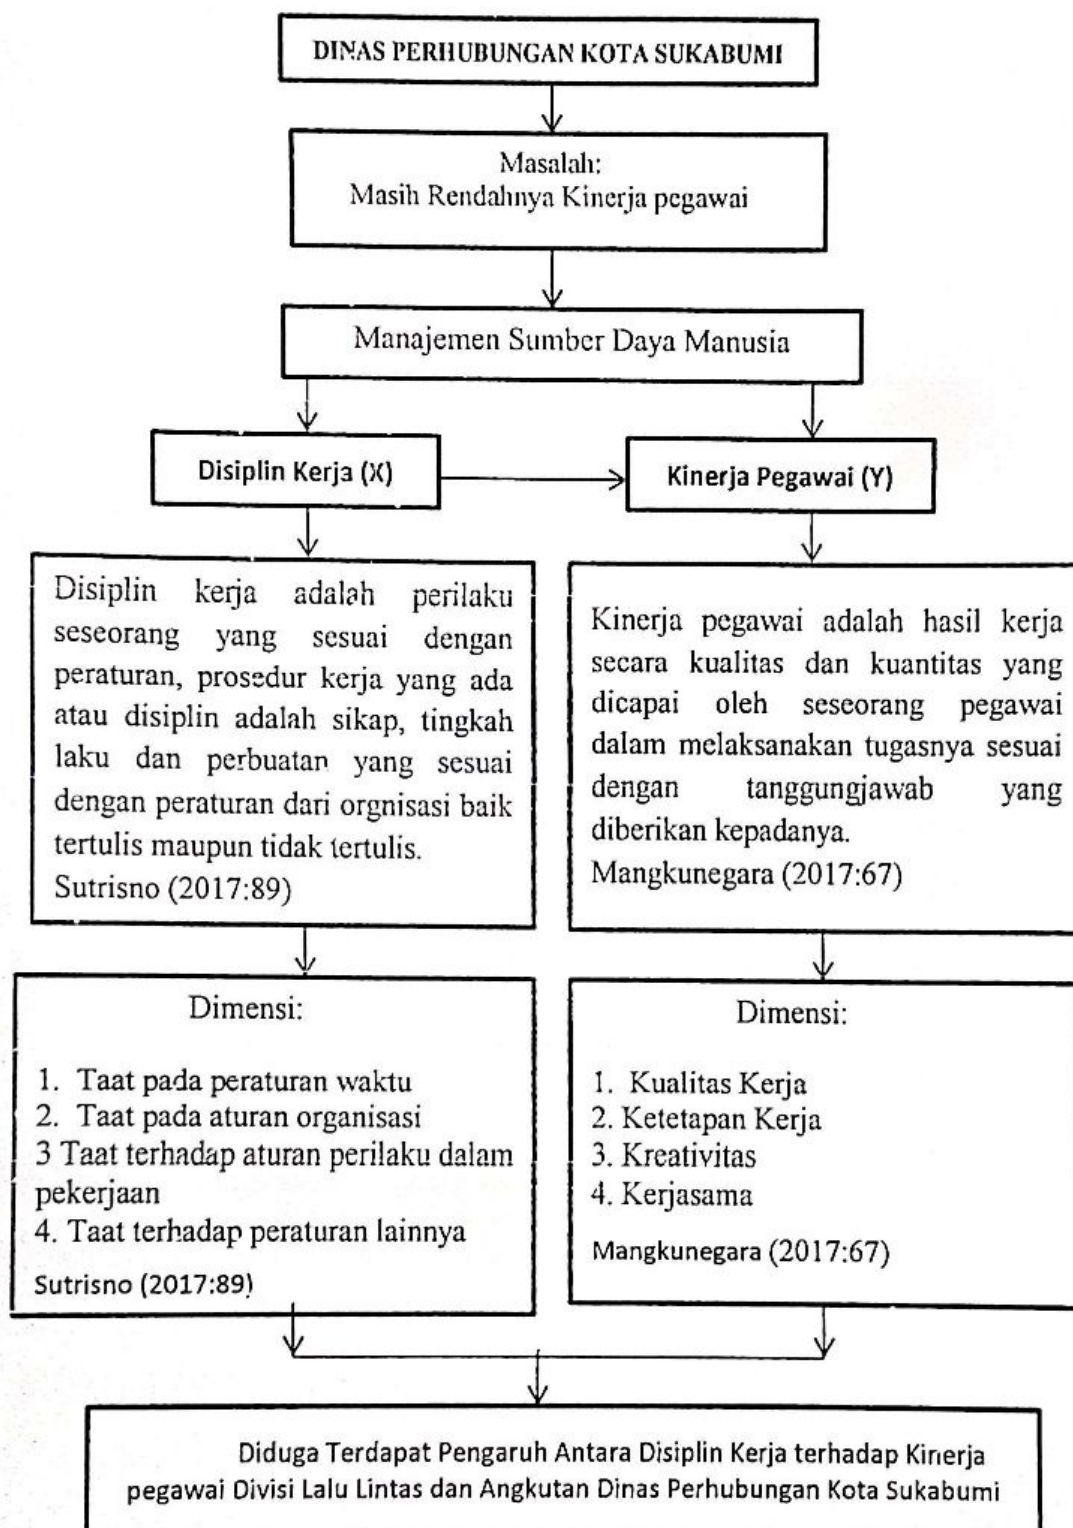 DINAS PERHUBUNGAN KOTA SUKABUMI
Masalah:
Masih Rendahnya Kinerja pegawai
Manajemen Sumber Daya Manusia
Disiplin Kerja (X)
Kinerja Pegawai (Y)
Disiplin kerja adalah perilaku
seseorang yang sesuai dengan
peraturan, prosedur kerja yang ada
atau disiplin adalah sikap, tingkah
laku dan perbuatan yang sesuai
dengan peraturan dari orgnisasi baik
tertulis maupun tidak tertulis.
Sutrisno (2017:89)
Kinerja pegawai adalah hasil kerja
secara kualitas dan kuantitas yang
dicapai oleh seseorang pegawai
dalam melaksanakan tugasnya sesuai
dengan tanggungjawab yang
diberikan kepadanya.
Mangkunegara (2017:67)
Dimensi:
1. Taat pada peraturan waktu
2. Taat pada aturan organisasi
3 Taat terhadap aturan perilaku dalam
pekerjaan
4. Taat terhadap peraturan lainnya
Sutrisno (2017:89)
Dimensi:
1. Kualitas Kerja
2. Ketetapan Kerja
3. Kreativitas
4. Kerjasama
Mangkunegara (2017:67)
Diduga Terdapat Pengaruh Antara Disiplin Kerja terhadap Kinerja
pegawai Divisi Lalu Lintas dan Angkutan Dinas Perhubungan Kota Sukabumi